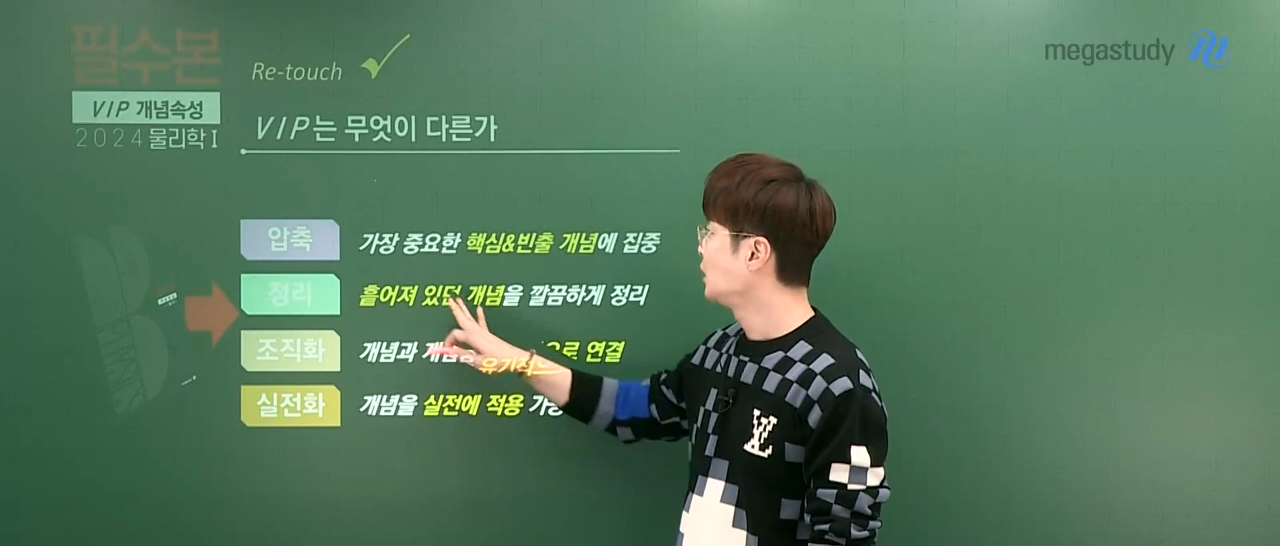 필수본
VIP 개념속성
2024 물리학 I
Re-touch
VIP는 무엇이 다른가
megastudy
압축
가장 중요한 핵심&빈출 개념에 집중
정리
흩어져 있던 개념을 깔끔하게 정리
조직화
개념과 개념을 유기적으로 연결
실전화
개념을 실전에 적용